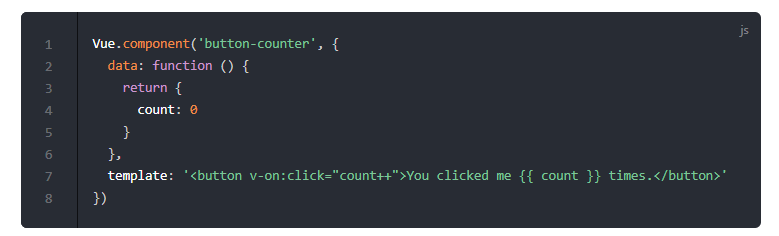 js
1 Vue.component('button-counter', {
2   data: function () {
3     return {
4       count: 0
5     }
6   },
7   template: '<button v-on:click="count++">You clicked me {{ count }} times.</button>'
8 })